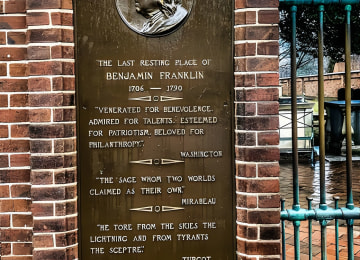 "THE LAST RESTING PLACE OF
BENJAMIN FRANKLIN
1706 — 1790
"VENERATED FOR BENEVOLENCE,
ADMIRED FOR TALENTS, ESTEEMED
FOR PATRIOTISM, BELOVED FOR
PHILANTHROPY."
WASHINGTON
"THE SAGE WHOM TWO WORLDS
CLAIMED AS THEIR OWN."
MIRABEAU
"HE TORE FROM THE SKIES THE
LIGHTNING AND FROM TYRANTS
THE SCEPTRE."
TURGOT